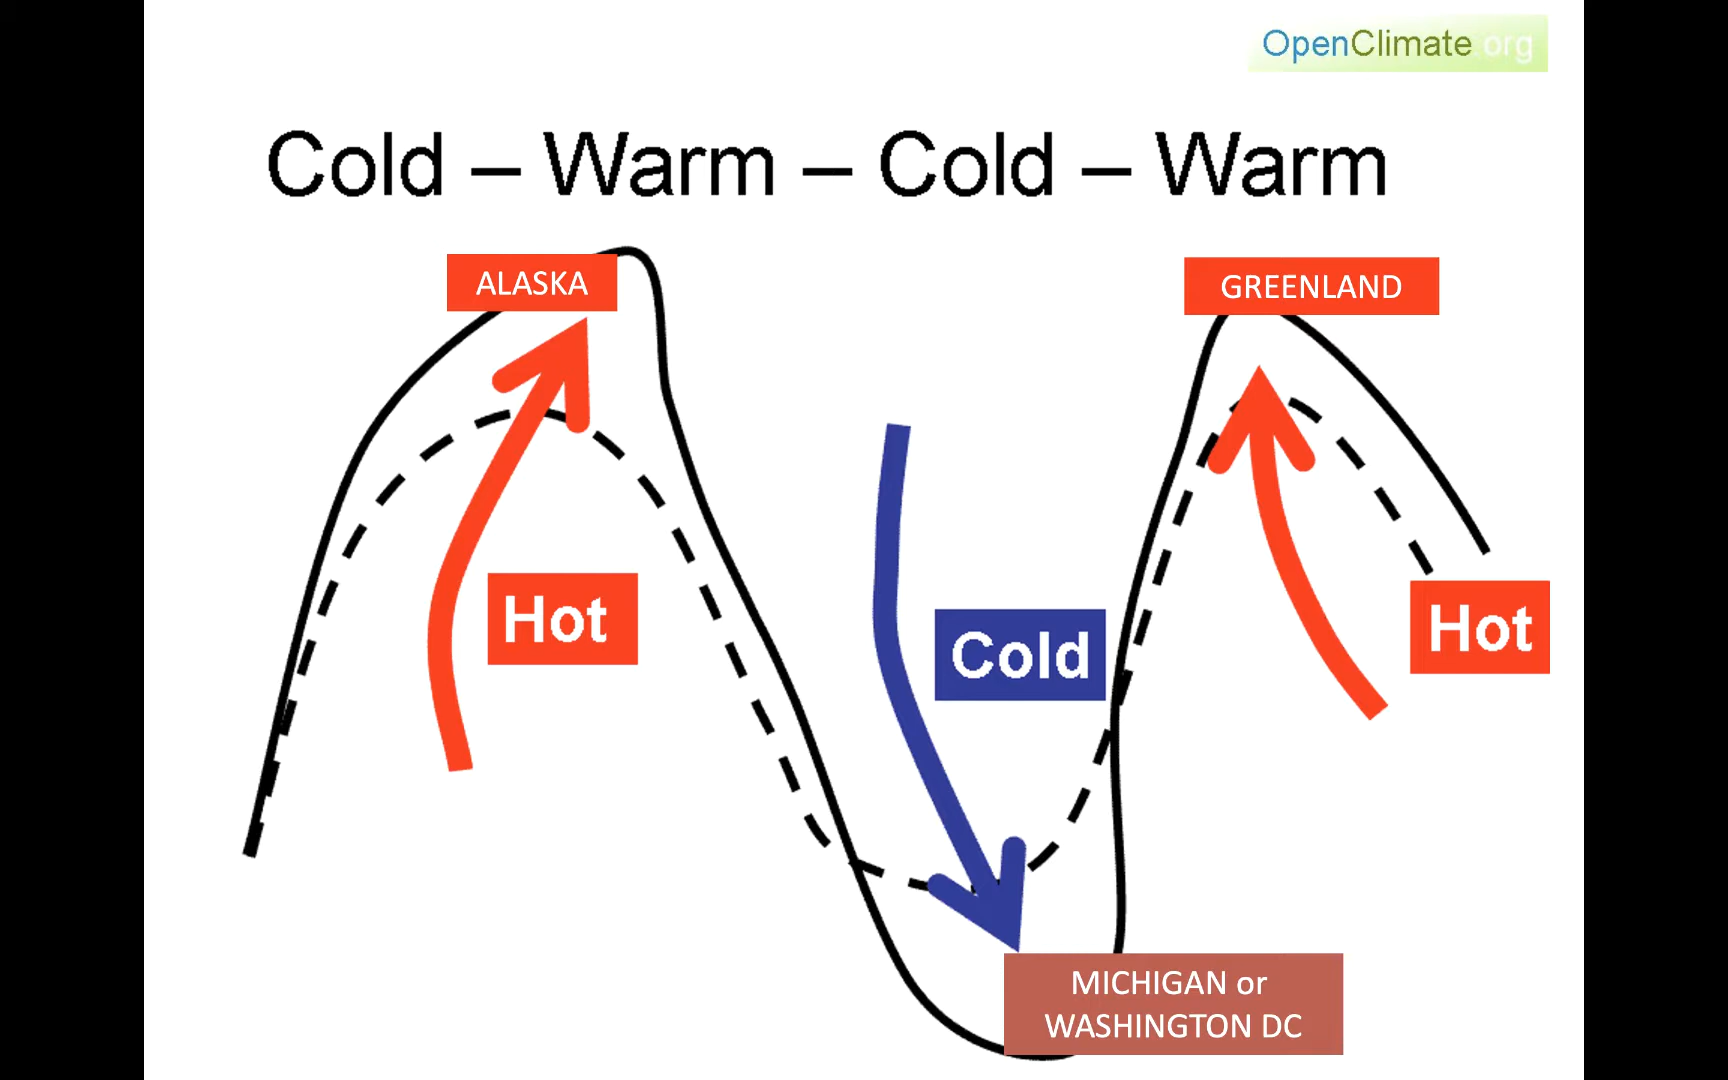 OpenClimate.org
Cold – Warm – Cold – Warm
ALASKA
GREENLAND
Hot
Cold
Hot
MICHIGAN or
WASHINGTON DC